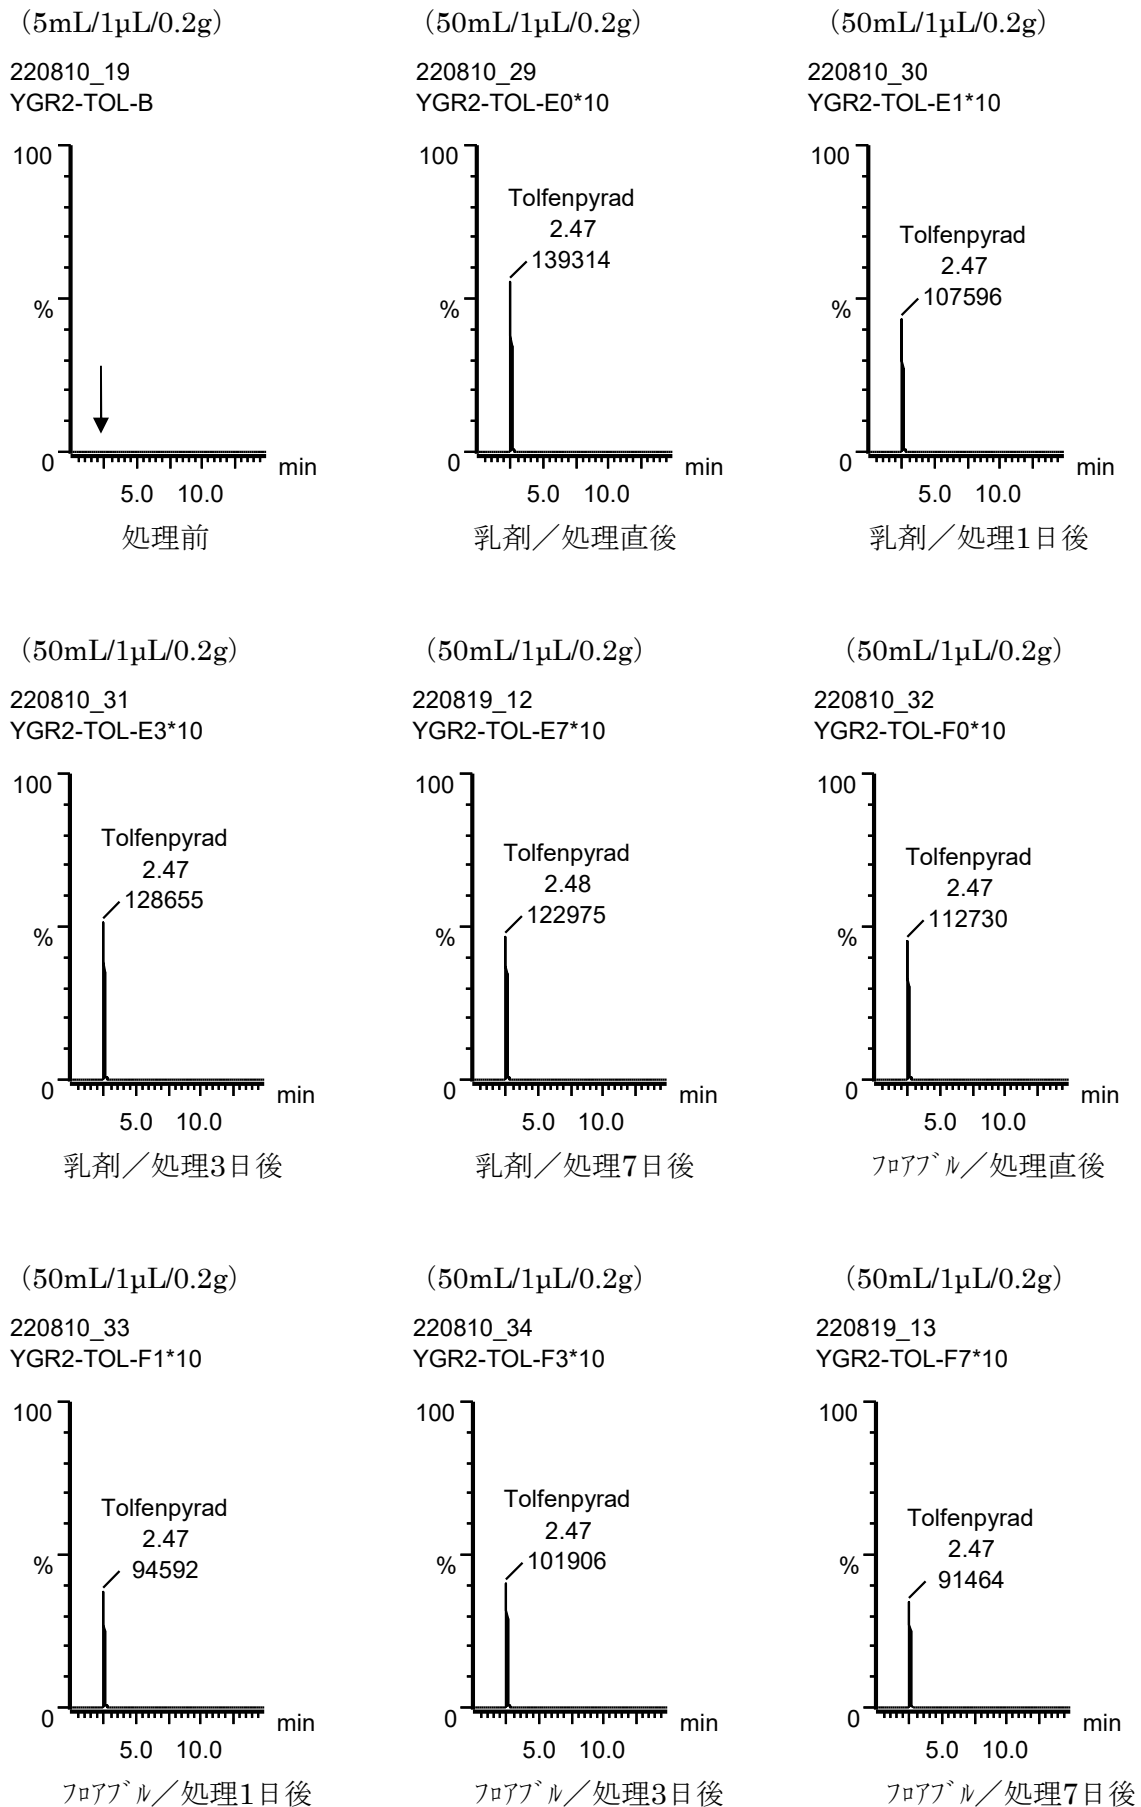 （5mL/1µL/0.2g）
220810_19
YGR2-TOL-B
100
%
0
min
5.0 10.0
処理前
（50mL/1µL/0.2g）
220810_29
YGR2-TOL-E0*10
100
Tolfenpyrad
2.47
139314
%
0
min
5.0 10.0
乳剤／処理直後
（50mL/1µL/0.2g）
220810_30
YGR2-TOL-E1*10
100
Tolfenpyrad
2.47
107596
%
0
min
5.0 10.0
乳剤／処理1日後
（50mL/1µL/0.2g）
220810_31
YGR2-TOL-E3*10
100
Tolfenpyrad
2.47
128655
%
0
min
5.0 10.0
乳剤／処理3日後
（50mL/1µL/0.2g）
220819_12
YGR2-TOL-E7*10
100
Tolfenpyrad
2.48
122975
%
0
min
5.0 10.0
乳剤／処理7日後
（50mL/1µL/0.2g）
220810_32
YGR2-TOL-F0*10
100
Tolfenpyrad
2.47
112730
%
0
min
5.0 10.0
ﾌﾛｱﾌﾞﾙ／処理直後
（50mL/1µL/0.2g）
220810_33
YGR2-TOL-F1*10
100
Tolfenpyrad
2.47
94592
%
0
min
5.0 10.0
ﾌﾛｱﾌﾞﾙ／処理1日後
（50mL/1µL/0.2g）
220810_34
YGR2-TOL-F3*10
100
Tolfenpyrad
2.47
101906
%
0
min
5.0 10.0
ﾌﾛｱﾌﾞﾙ／処理3日後
（50mL/1µL/0.2g）
220819_13
YGR2-TOL-F7*10
100
Tolfenpyrad
2.47
91464
%
0
min
5.0 10.0
ﾌﾛｱﾌﾞﾙ／処理7日後